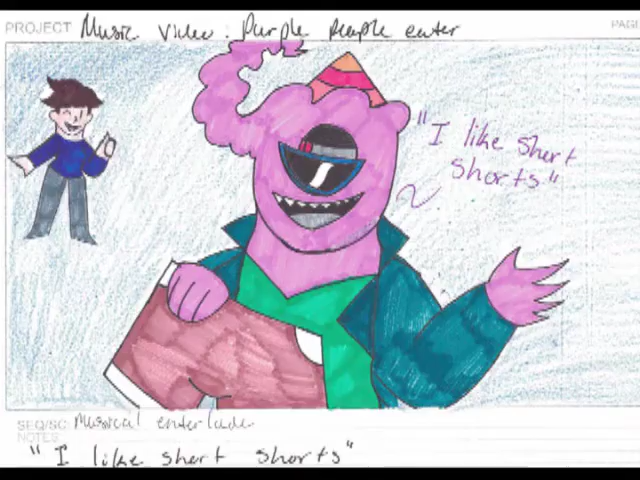 PROJECT Music Video: Purple people eater PAGE
"I like short
shorts"
SEQ/SC: Musical enterlude
NOTES
"I like short shorts"